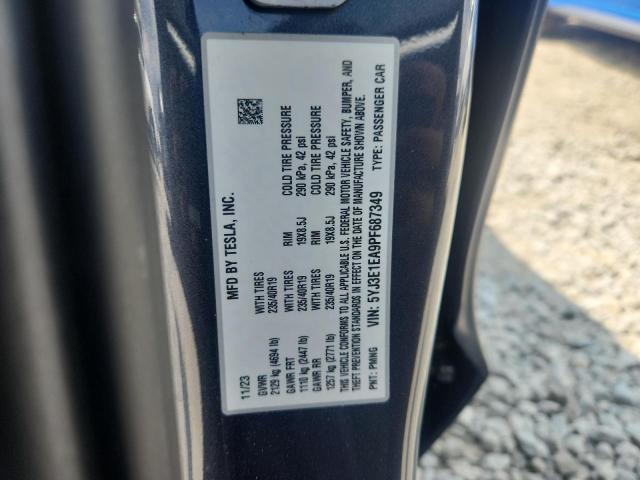 MFD BY TESLA, INC.
11/23
GVWR
2129 kg (4694 lb)
WITH TIRES
235/40R19
RIM
19X8.5J
COLD TIRE PRESSURE
290 kPa, 42 psi
GAWR FRT
1110 kg (2447 lb)
WITH TIRES
235/40R19
RIM
19X8.5J
COLD TIRE PRESSURE
290 kPa, 42 psi
GAWR RR
1257 kg (2771 lb)
THIS VEHICLE CONFORMS TO ALL APPLICABLE U.S. FEDERAL MOTOR VEHICLE SAFETY, BUMPER, AND
THEFT PREVENTION STANDARDS IN EFFECT ON THE DATE OF MANUFACTURE SHOWN ABOVE.
VIN: 5YJ3E1EA9PF687349
TYPE: PASSENGER CAR
PNT: PMNG